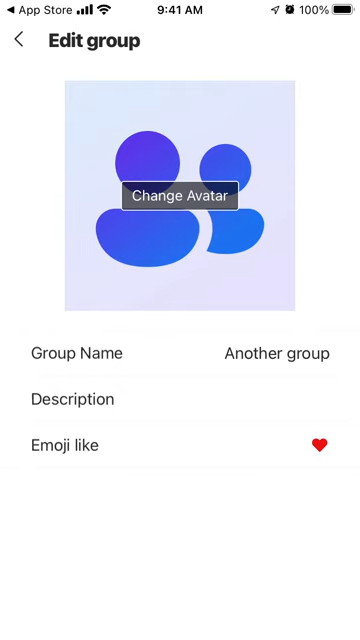 App Store 9:41 AM 100%
Edit group
Change Avatar
Group Name Another group
Description
Emoji like